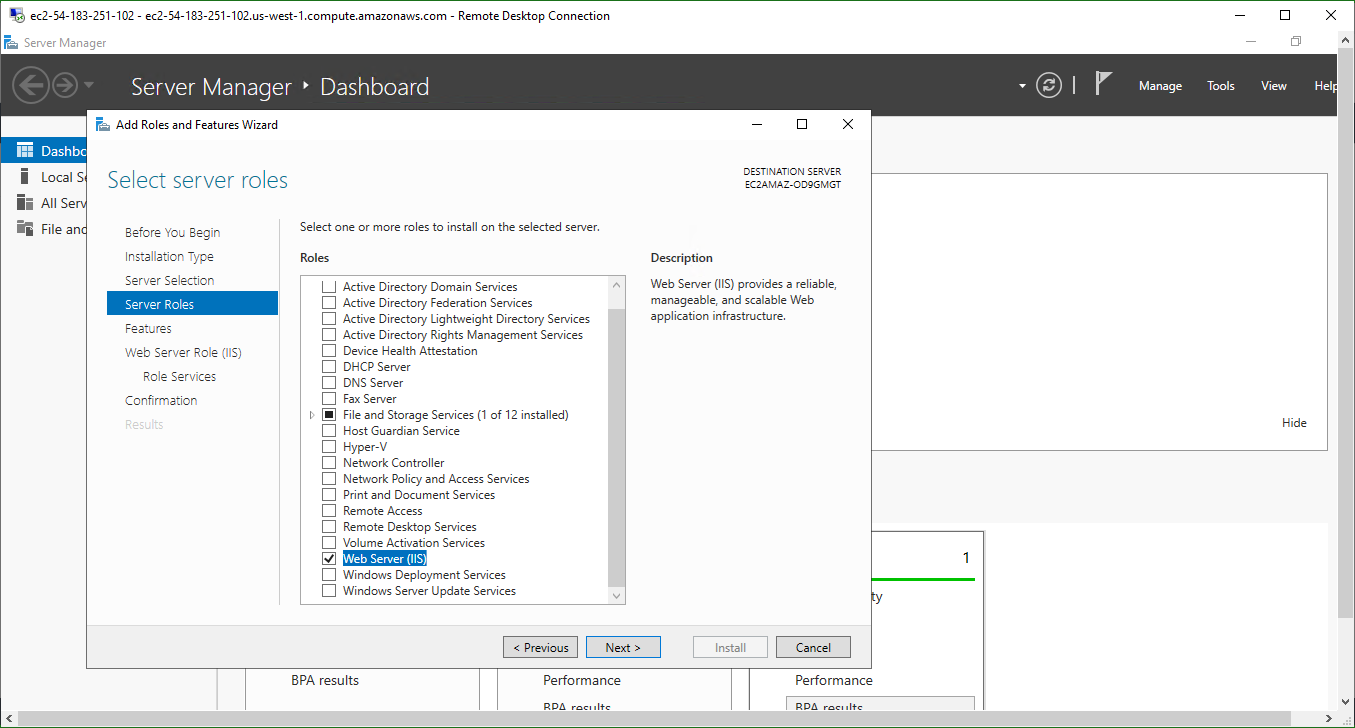 ec2-54-183-251-102 - ec2-54-183-251-102.us-west-1.compute.amazonaws.com - Remote Desktop Connection
Server Manager
Server Manager Dashboard
Manage Tools View Help
Dashbo
Local Se
All Serv
File and
Add Roles and Features Wizard
Select server roles
DESTINATION SERVER
EC2AMAZ-OD9GMGT
Before You Begin
Installation Type
Server Selection
Server Roles
Features
Web Server Role (IIS)
Role Services
Confirmation
Results
Select one or more roles to install on the selected server.
Roles
Active Directory Domain Services
Active Directory Federation Services
Active Directory Lightweight Directory Services
Active Directory Rights Management Services
Device Health Attestation
DHCP Server
DNS Server
Fax Server
File and Storage Services (1 of 12 installed)
Host Guardian Service
Hyper-V
Network Controller
Network Policy and Access Services
Print and Document Services
Remote Access
Remote Desktop Services
Volume Activation Services
Web Server (IIS)
Windows Deployment Services
Windows Server Update Services
Description
Web Server (IIS) provides a reliable,
manageable, and scalable Web
application infrastructure.
< Previous Next > Install Cancel
Hide
1
ty
BPA results
Performance
BPA results
Performance
BPA results